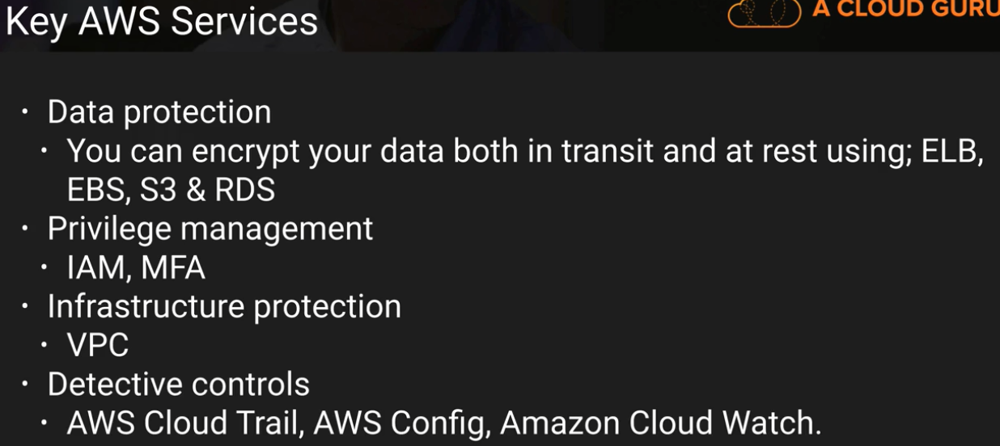 Key AWS Services
A CLOUD GURU
· Data protection
· You can encrypt your data both in transit and at rest using; ELB,
EBS, S3 & RDS
· Privilege management
· IAM, MFA
· Infrastructure protection
· VPC
· Detective controls
· AWS Cloud Trail, AWS Config, Amazon Cloud Watch.